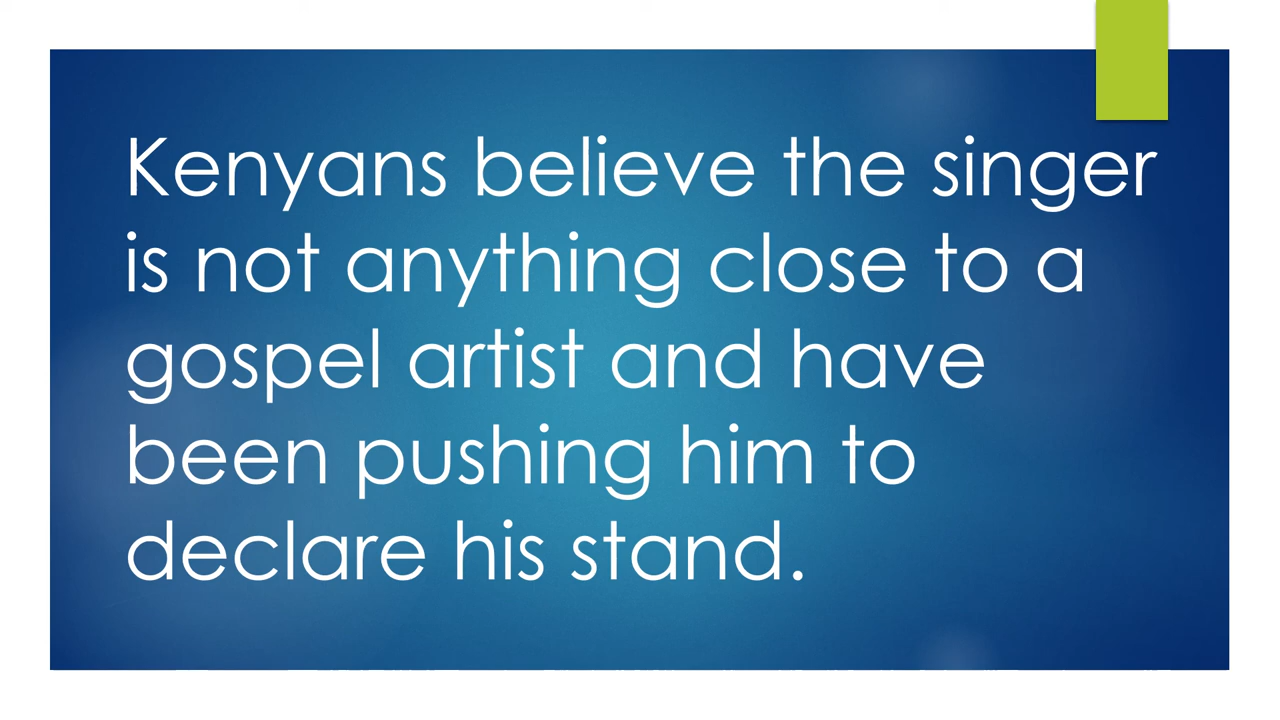 Kenyans believe the singer
is not anything close to a
gospel artist and have
been pushing him to
declare his stand.